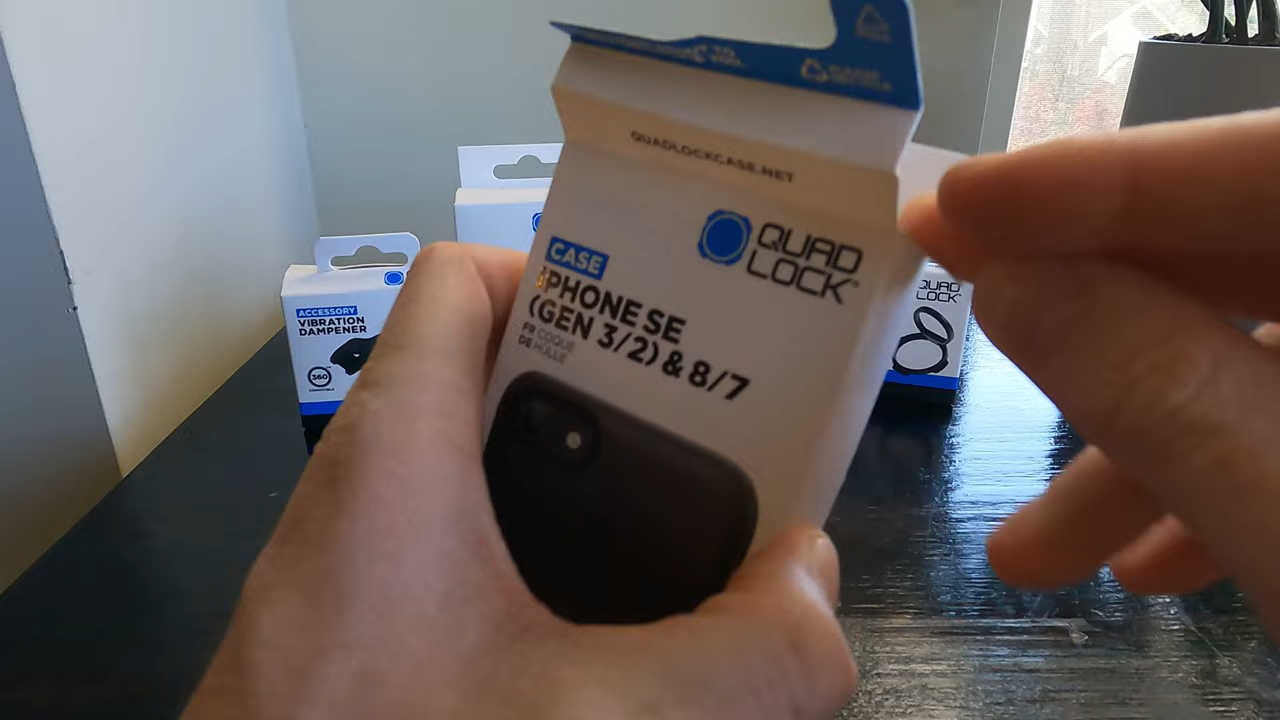 QUADLOCKCASE.NET
QUAD
LOCK®
CASE
iPHONE SE
(GEN 3/2) & 8/7
FR COQUE
DE HÜLLE
ACCESSORY
VIBRATION
DAMPENER
360
QUAD
LOCK®